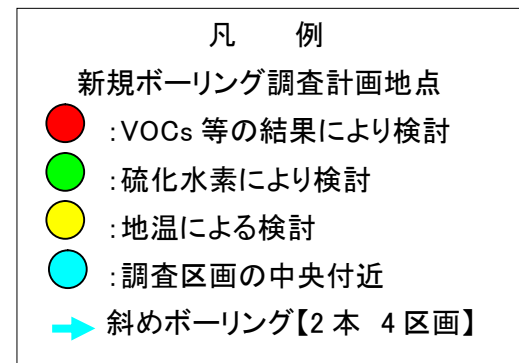 凡　例
新規ボーリング調査計画地点
:VOCs 等の結果により検討
:硫化水素により検討
:地温による検討
:調査区画の中央付近
斜めボーリング【2 本 4 区画】